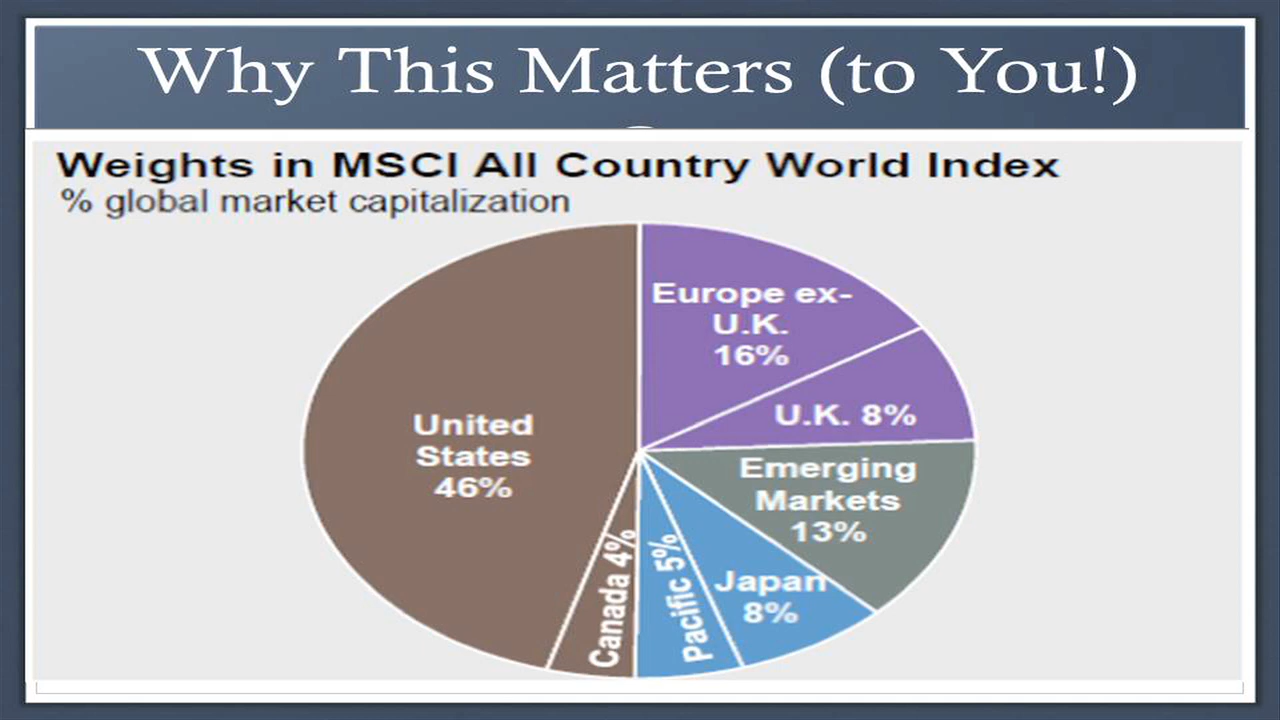 Why This Matters (to You!)
Weights in MSCI All Country World Index
% global market capitalization
Europe ex-
U.K.
16%
U.K. 8%
United
States
46%
Emerging
Markets
13%
Canada 4%
Pacific 5%
Japan
8%